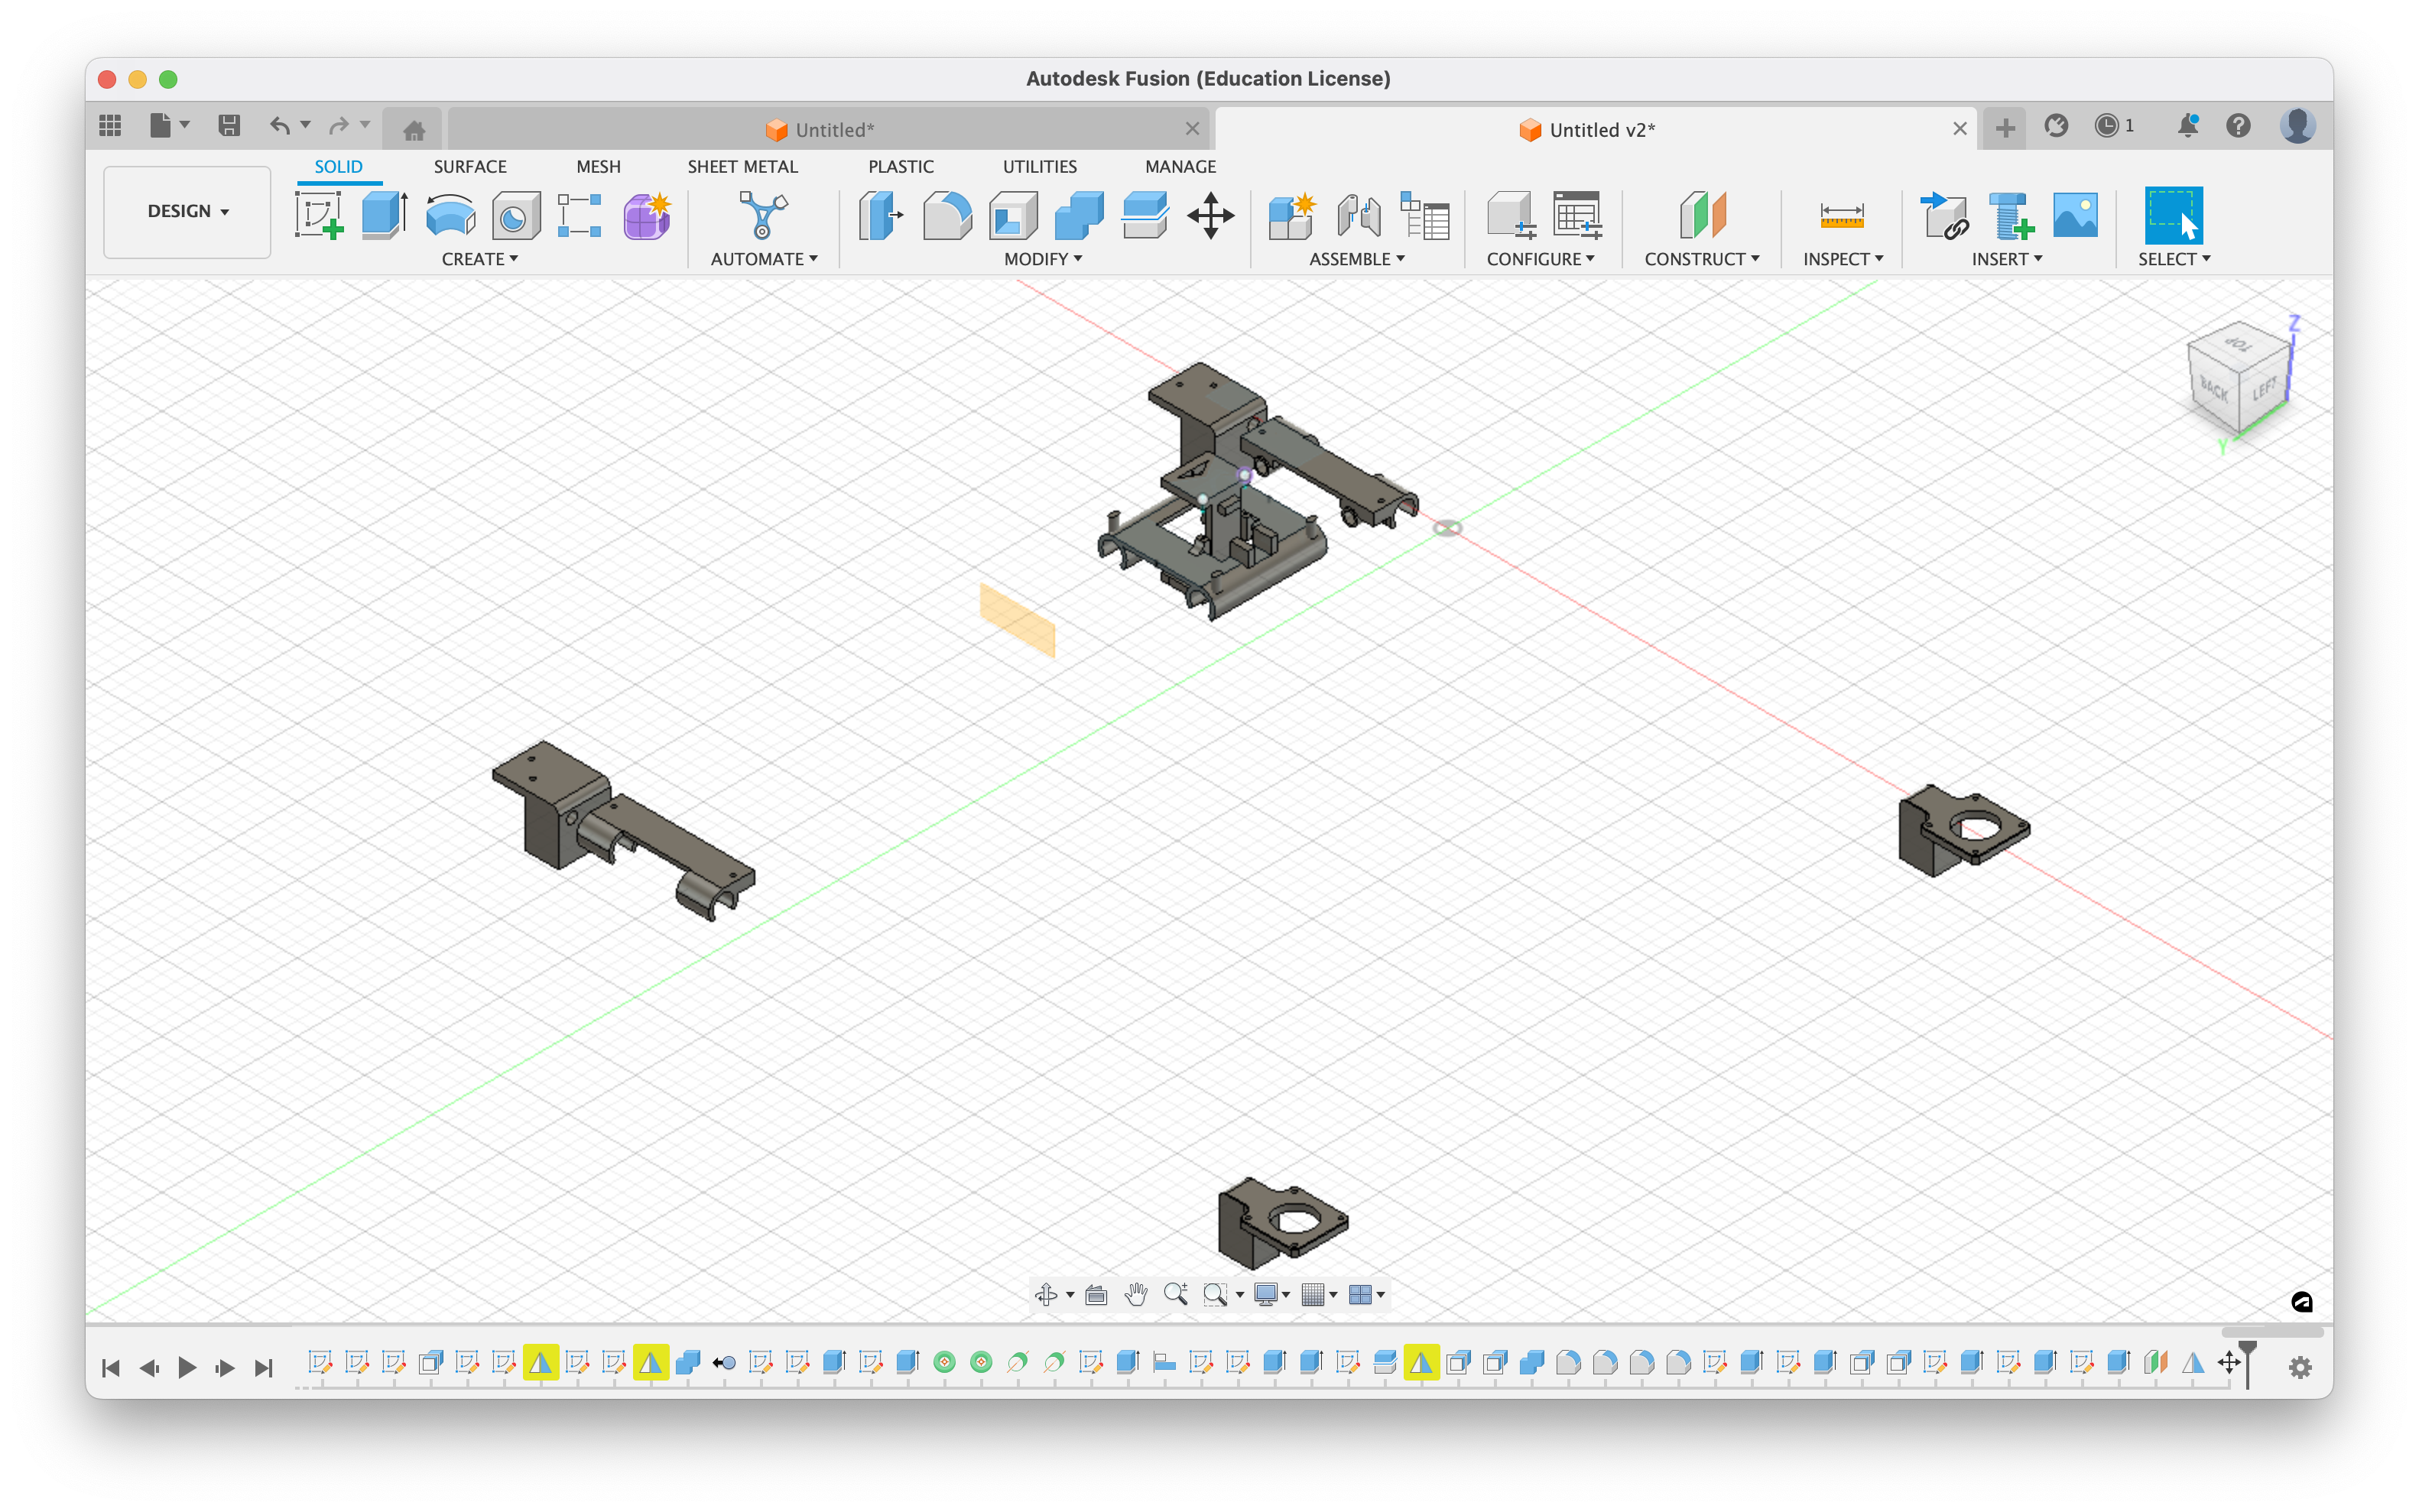 Autodesk Fusion (Education License)
Untitled*
Untitled v2*
1
SOLID SURFACE MESH SHEET METAL PLASTIC UTILITIES MANAGE
DESIGN
CREATE AUTOMATE MODIFY ASSEMBLE CONFIGURE CONSTRUCT INSPECT INSERT SELECT
Z
TOP
BACK LEFT
Y